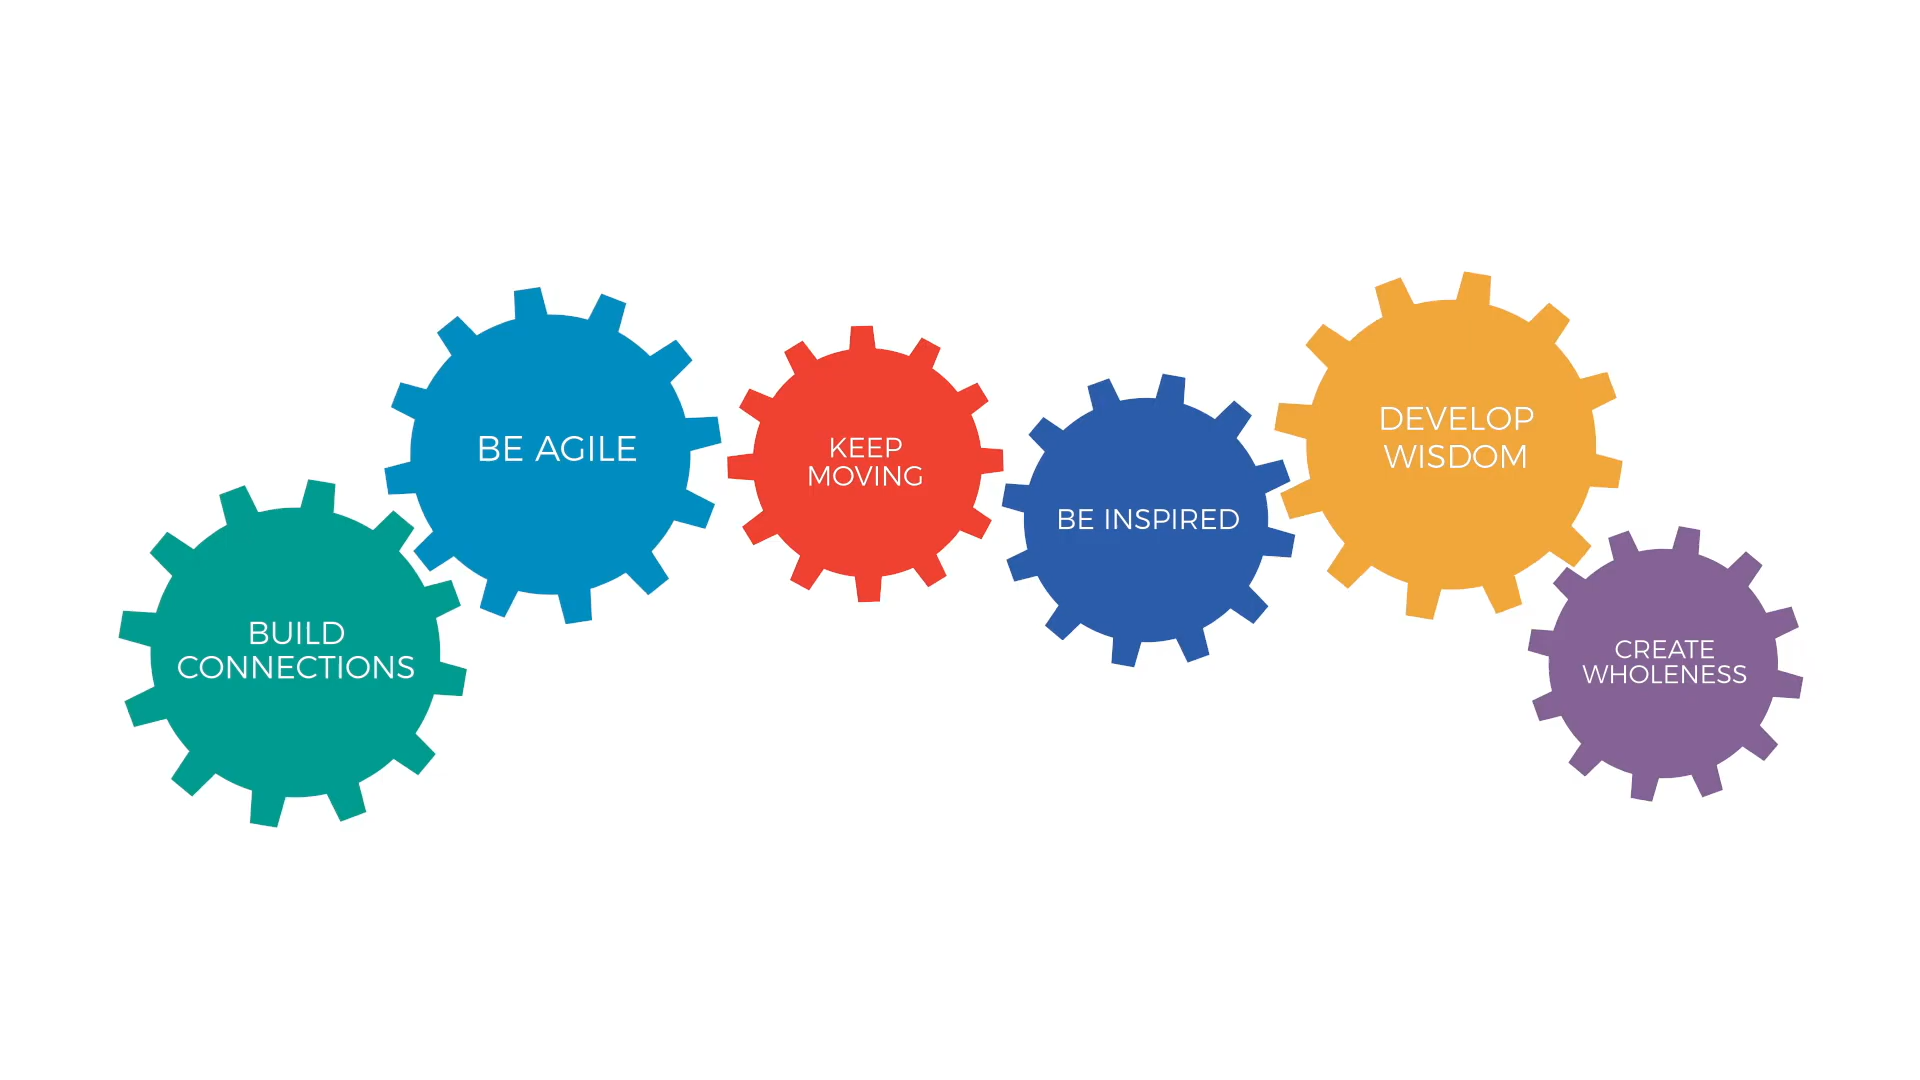 BUILD
CONNECTIONS
BE AGILE
KEEP
MOVING
BE INSPIRED
DEVELOP
WISDOM
CREATE
WHOLENESS